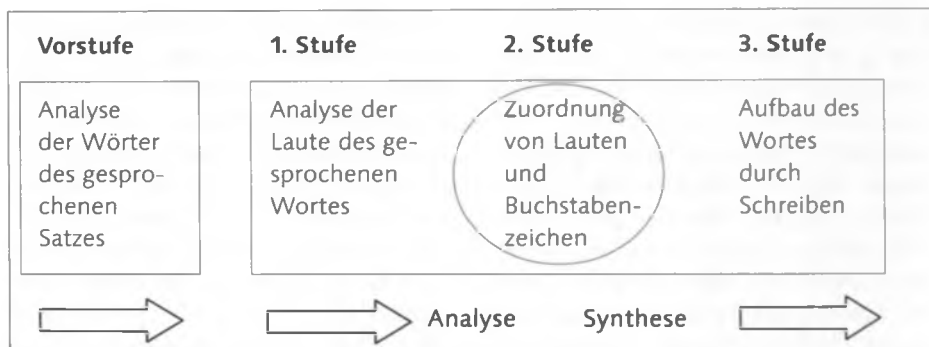 Vorstufe
1. Stufe
2. Stufe
3. Stufe
Analyse
der Wörter
des gespro-
chenen
Satzes
Analyse der
Laute des ge-
sprochenen
Wortes
Zuordnung
von Lauten
und
Buchstaben-
zeichen
Aufbau des
Wortes
durch
Schreiben
Analyse
Synthese